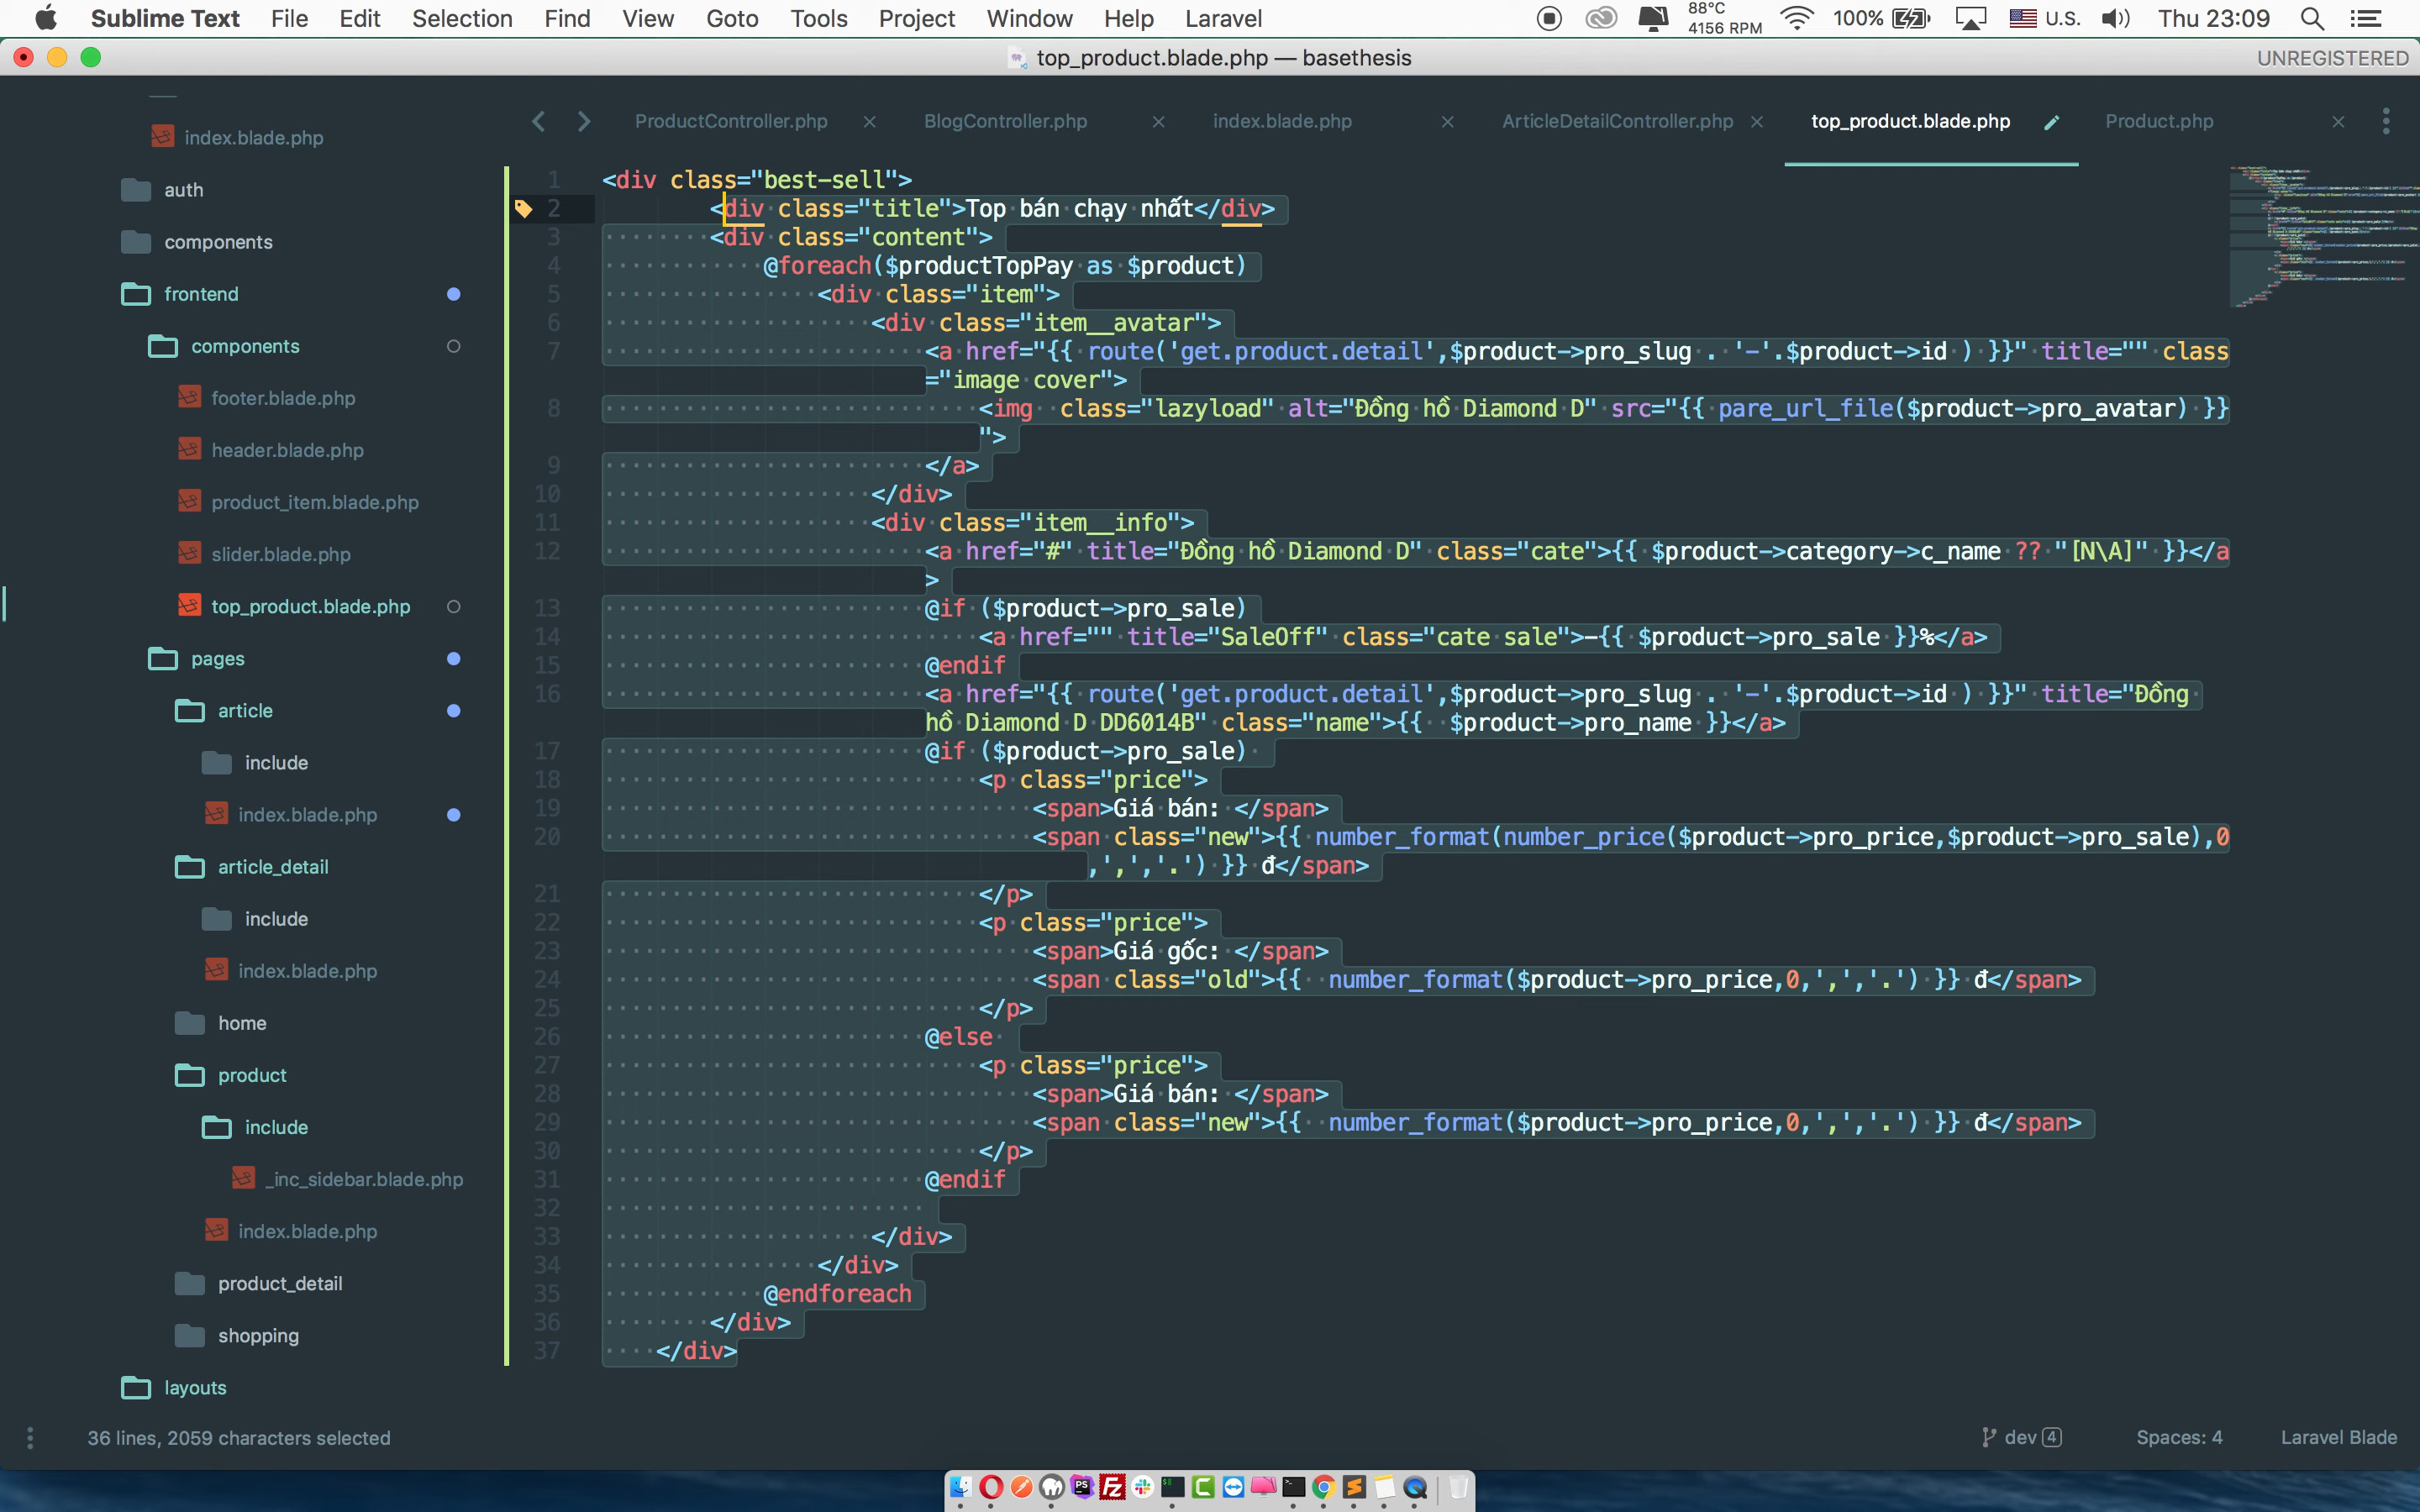 Sublime Text File Edit Selection Find View Goto Tools Project Window Help Laravel 88°C 4156 RPM 100% U.S. Thu 23:09
top_product.blade.php — basethesis UNREGISTERED
ProductController.php BlogController.php index.blade.php ArticleDetailController.php top_product.blade.php Product.php
index.blade.php
auth
components
frontend
components
footer.blade.php
header.blade.php
product_item.blade.php
slider.blade.php
top_product.blade.php
pages
article
include
index.blade.php
article_detail
include
index.blade.php
home
product
include
_inc_sidebar.blade.php
index.blade.php
product_detail
shopping
layouts
1 <div class="best-sell">
2 <div class="title">Top bán chạy nhất</div>
3 <div class="content">
4 @foreach($productTopPay as $product)
5 <div class="item">
6 <div class="item__avatar">
7 <a href="{{ route('get.product.detail',$product->pro_slug . '-'.$product->id ) }}" title="" class
="image cover">
8 <img  class="lazyload" alt="Đồng hồ Diamond D" src="{{ pare_url_file($product->pro_avatar) }}
">
9 </a>
10 </div>
11 <div class="item__info">
12 <a href="#" title="Đồng hồ Diamond D" class="cate">{{ $product->category->c_name ?? "[N\A]" }}</a
>
13 @if ($product->pro_sale)
14 <a href="" title="SaleOff" class="cate sale">-{{ $product->pro_sale }}%</a>
15 @endif
16 <a href="{{ route('get.product.detail',$product->pro_slug . '-'.$product->id ) }}" title="Đồng
hồ Diamond D DD6014B" class="name">{{  $product->pro_name }}</a>
17 @if ($product->pro_sale)
18 <p class="price">
19 <span>Giá bán: </span>
20 <span class="new">{{ number_format(number_price($product->pro_price,$product->pro_sale),0
,',','.') }} đ</span>
21 </p>
22 <p class="price">
23 <span>Giá gốc: </span>
24 <span class="old">{{  number_format($product->pro_price,0,',','.') }} đ</span>
25 </p>
26 @else
27 <p class="price">
28 <span>Giá bán: </span>
29 <span class="new">{{  number_format($product->pro_price,0,',','.') }} đ</span>
30 </p>
31 @endif
32
33 </div>
34 </div>
35 @endforeach
36 </div>
37 </div>
36 lines, 2059 characters selected dev 4 Spaces: 4 Laravel Blade